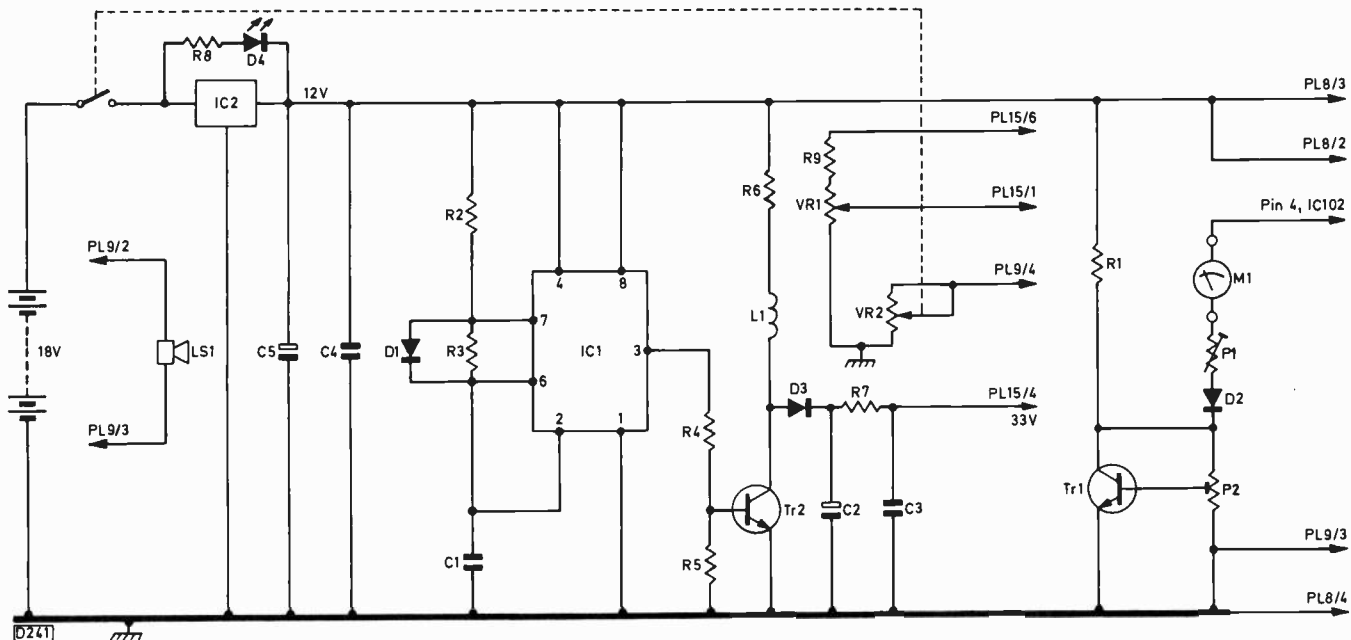 R8
D4
IC2
12V
PL8/3
PL15/6
PL8/2
R9
R6
R2
VR1
PL15/1
Pin 4, IC102
PL9/2
R1
4
8
PL9/4
M1
L1
VR2
18V
LS1
C5
C4
7
D1
R3
IC1
3
P1
6
D3
R7
PL15/4
D2
33V
2
1
PL9/3
R4
Tr1
P2
Tr2
C2
C3
PL9/3
C1
R5
PL8/4
D241